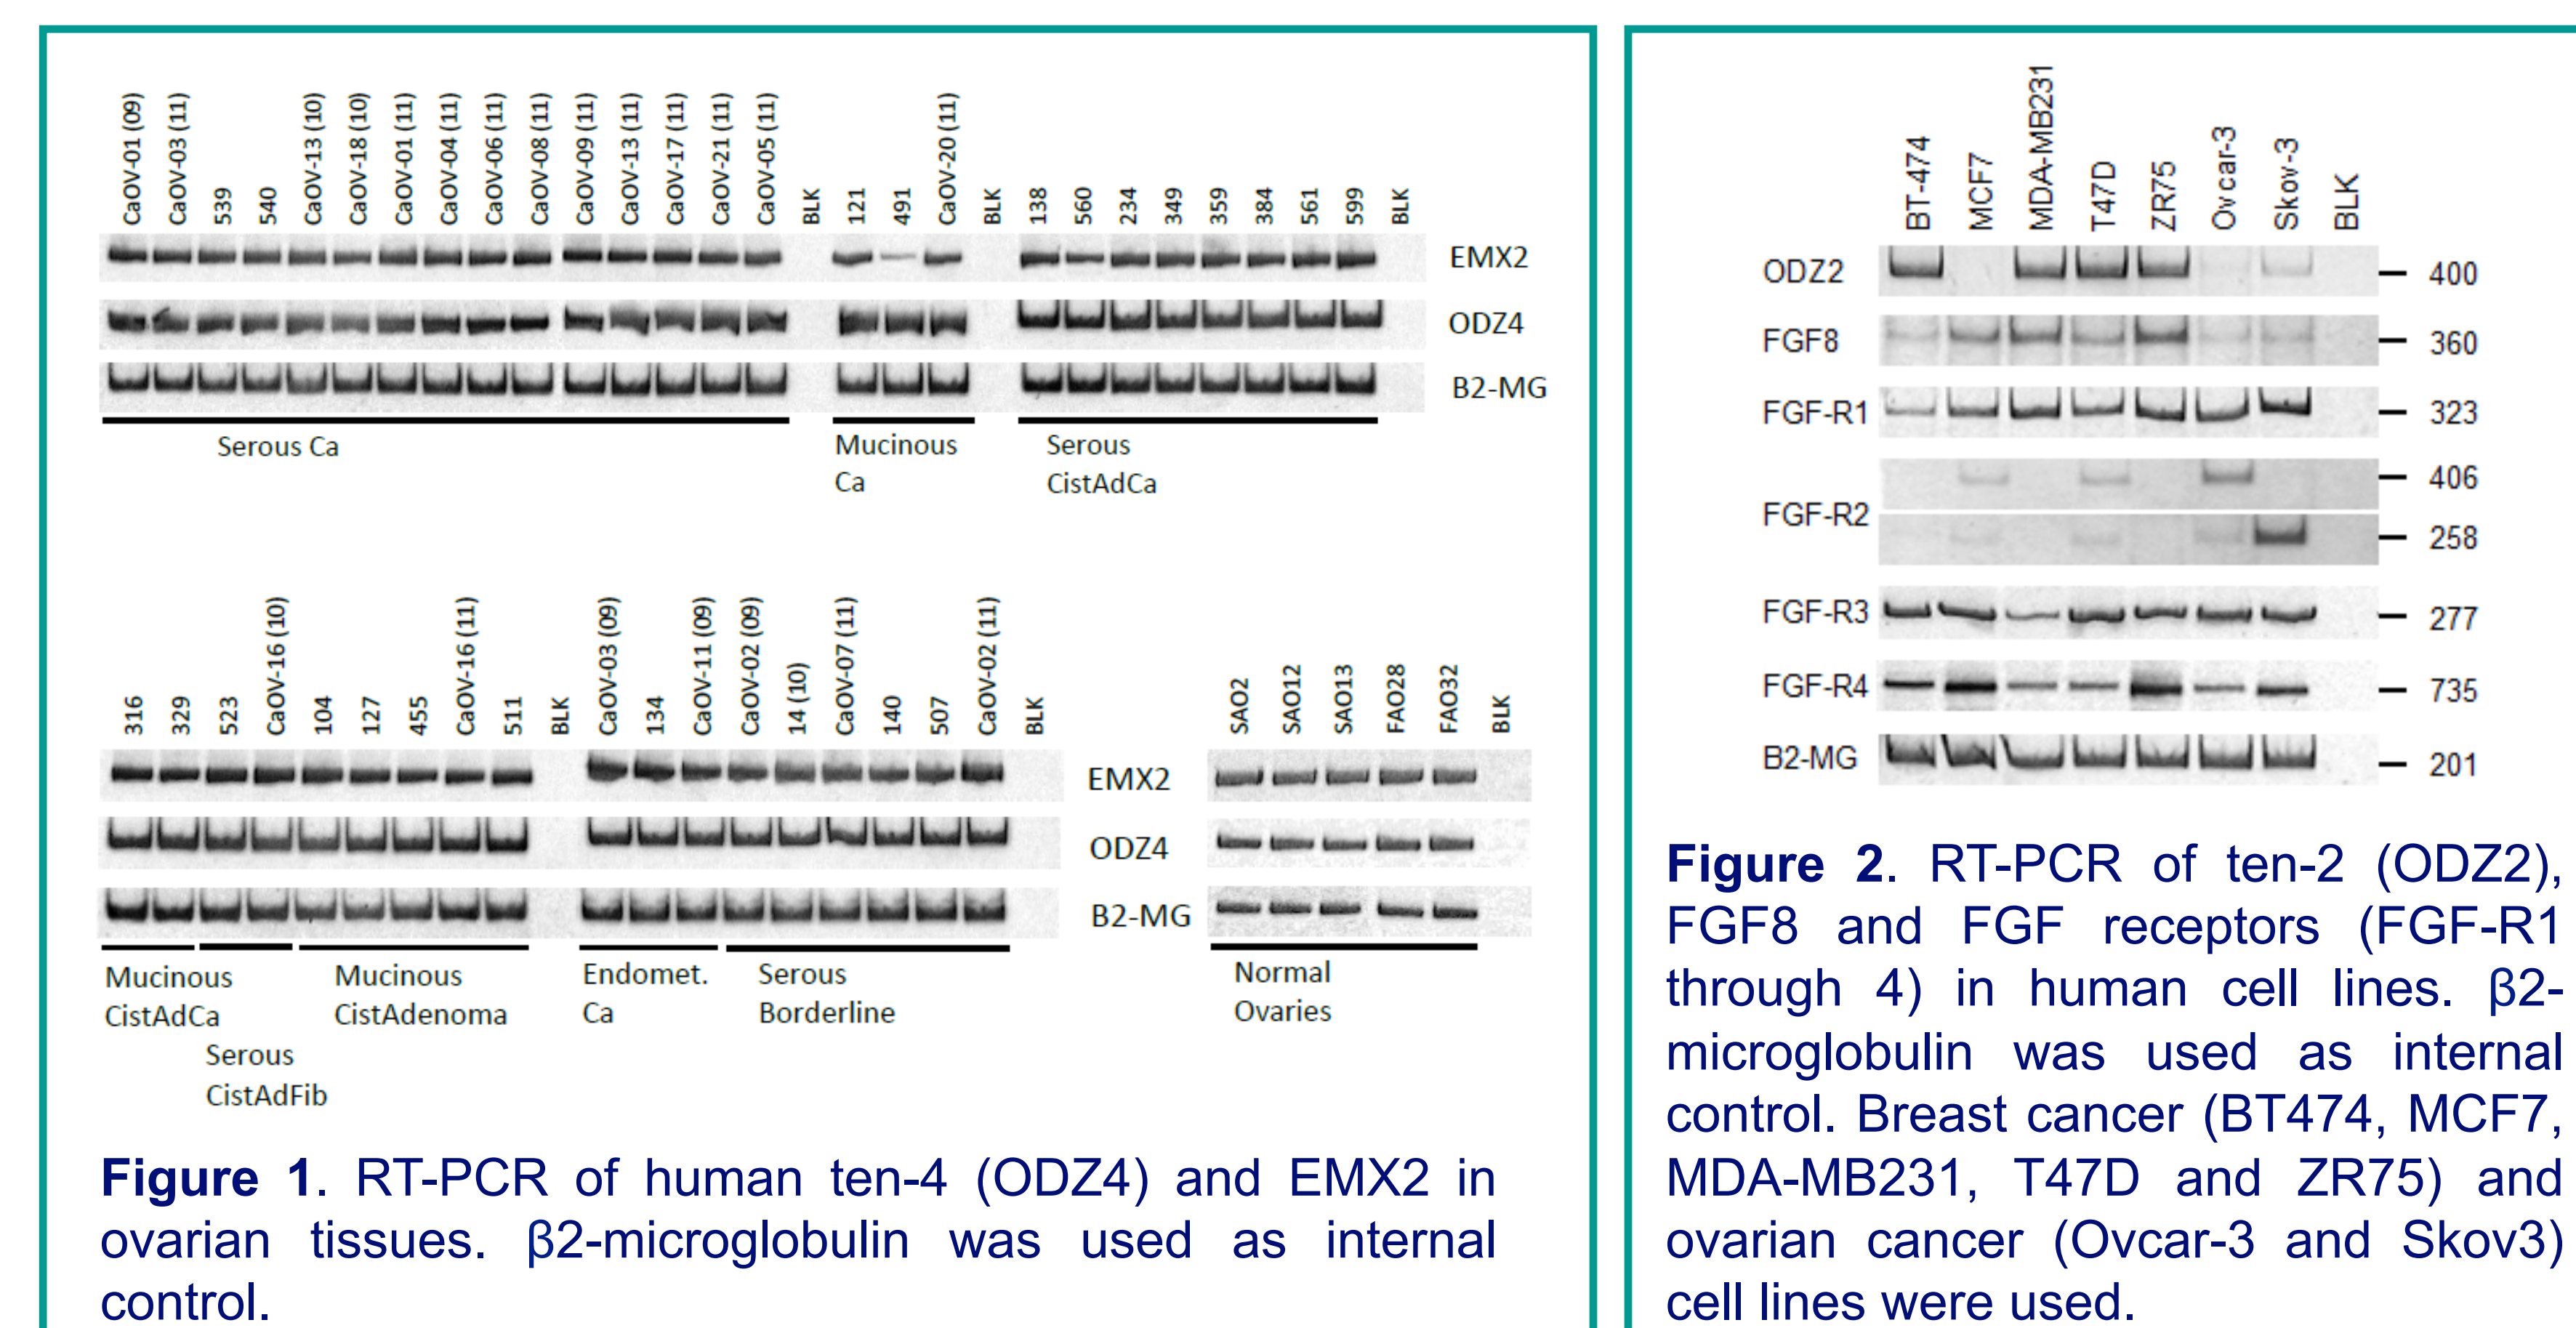 CaOV-01 (09) CaOV-03 (11) 539 540 CaOV-13 (10) CaOV-18 (10) CaOV-01 (11) CaOV-04 (11) CaOV-06 (11) CaOV-08 (11) CaOV-09 (11) CaOV-13 (11) CaOV-17 (11) CaOV-21 (11) CaOV-05 (11) BLK 121 491 CaOV-20 (11) BLK 138 560 234 349 359 384 561 599 BLK
EMX2
ODZ4
B2-MG
Serous Ca
Mucinous
Ca
Serous
CistAdCa
316 329 523 CaOV-16 (10) 104 127 455 CaOV-16 (11) 511 BLK CaOV-03 (09) 134 CaOV-11 (09) CaOV-02 (09) 14 (10) CaOV-07 (11) 140 507 CaOV-02 (11) BLK
SAO2 SAO12 SAO13 FAO28 FAO32 BLK
EMX2
ODZ4
B2-MG
Mucinous
CistAdCa
Serous
CistAdFib
Mucinous
CistAdenoma
Endomet.
Ca
Serous
Borderline
Normal
Ovaries
Figure 1. RT-PCR of human ten-4 (ODZ4) and EMX2 in
ovarian tissues. β2-microglobulin was used as internal
control.
BT-474 MCF7 MDA-MB231 T47D ZR75 Ovcar-3 Skov-3 BLK
ODZ2 400
FGF8 360
FGF-R1 323
406
FGF-R2
258
FGF-R3 277
FGF-R4 735
B2-MG 201
Figure 2. RT-PCR of ten-2 (ODZ2),
FGF8 and FGF receptors (FGF-R1
through 4) in human cell lines. β2-
microglobulin was used as internal
control. Breast cancer (BT474, MCF7,
MDA-MB231, T47D and ZR75) and
ovarian cancer (Ovcar-3 and Skov3)
cell lines were used.